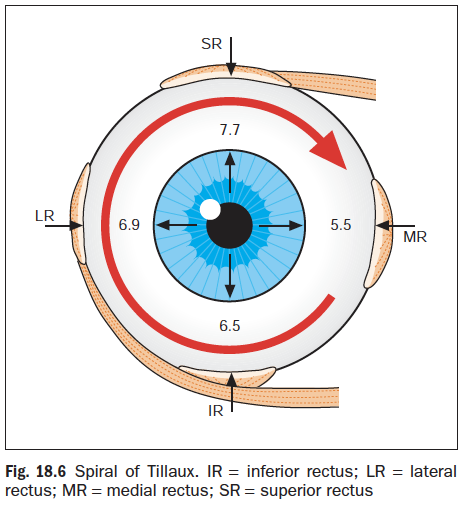 SR
7.7
LR
6.9
5.5
MR
6.5
IR
Fig. 18.6 Spiral of Tillaux. IR = inferior rectus; LR = lateral
rectus; MR = medial rectus; SR = superior rectus